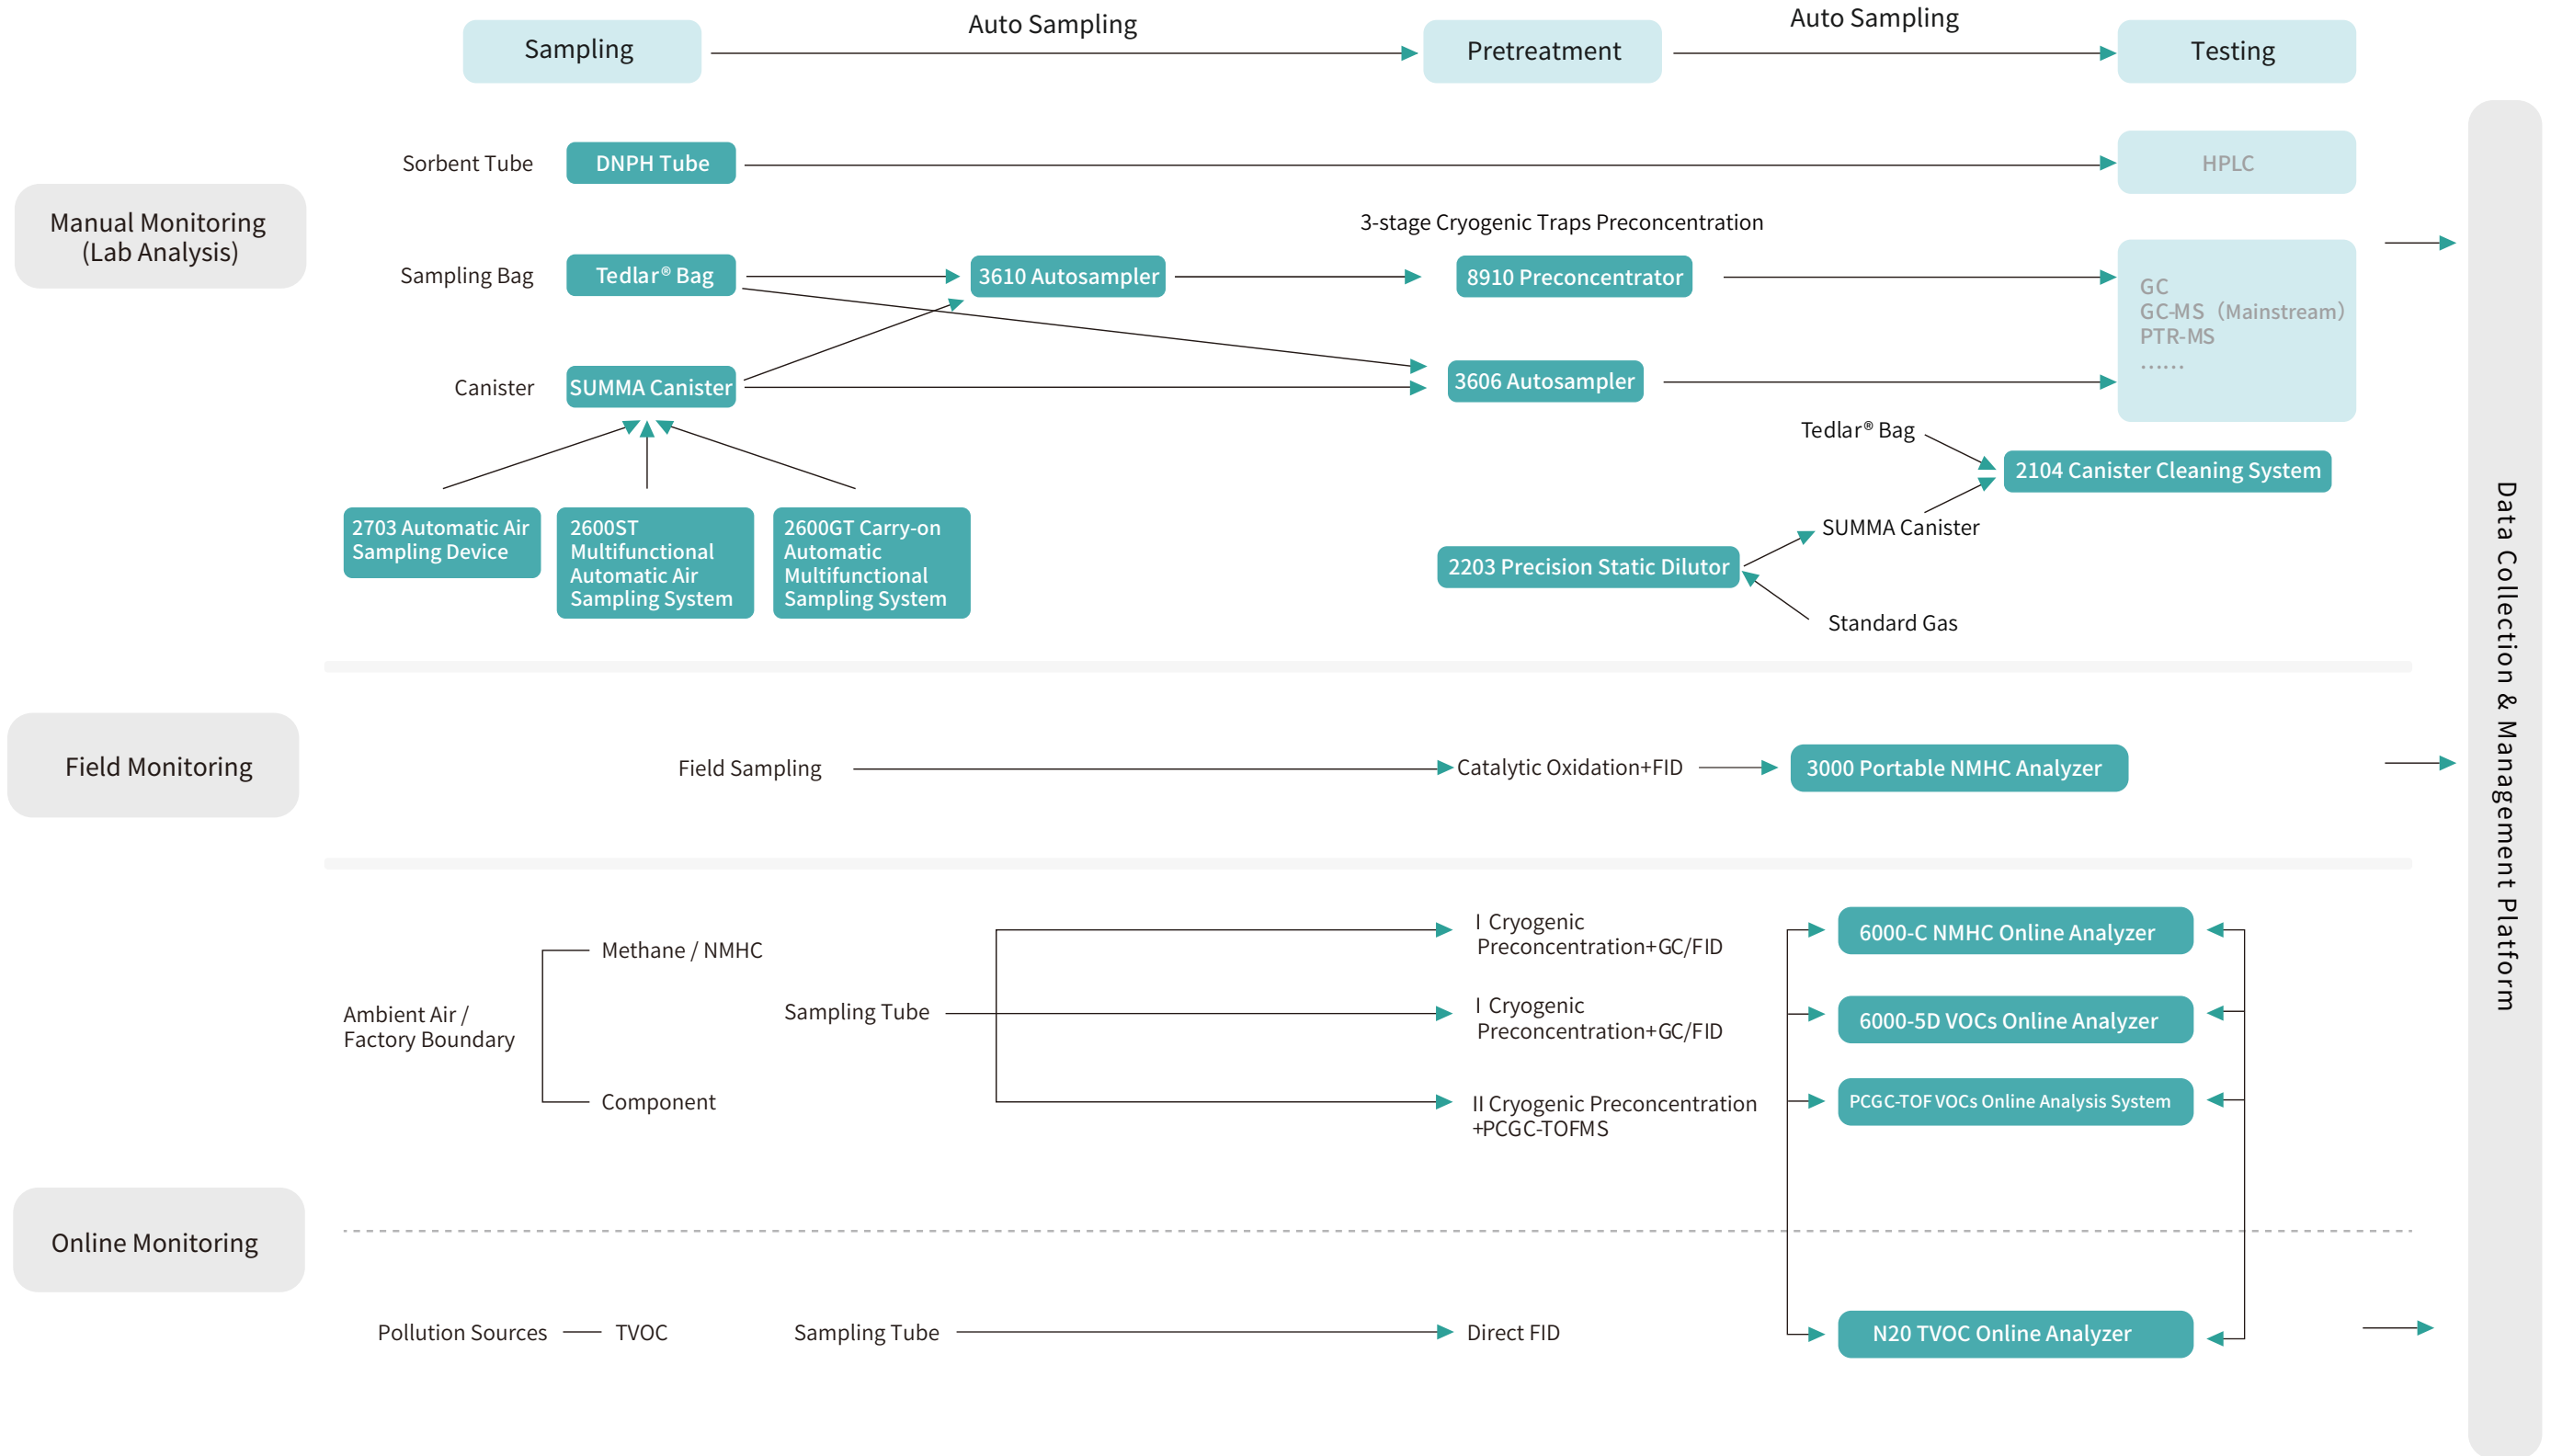 Sampling
Auto Sampling
Pretreatment
Auto Sampling
Testing
Manual Monitoring
(Lab Analysis)
Sorbent Tube
DNPH Tube
HPLC
3-stage Cryogenic Traps Preconcentration
Sampling Bag
Tedlar® Bag
3610 Autosampler
8910 Preconcentrator
GC
GC-MS（Mainstream）
PTR-MS
······
Canister
SUMMA Canister
3606 Autosampler
Tedlar® Bag
2104 Canister Cleaning System
SUMMA Canister
2203 Precision Static Dilutor
Standard Gas
2703 Automatic Air
Sampling Device
2600ST
Multifunctional
Automatic Air
Sampling System
2600GT Carry-on
Automatic
Multifunctional
Sampling System
Field Monitoring
Field Sampling
Catalytic Oxidation+FID
3000 Portable NMHC Analyzer
Online Monitoring
Ambient Air /
Factory Boundary
Methane / NMHC
Component
Sampling Tube
I Cryogenic
Preconcentration+GC/FID
I Cryogenic
Preconcentration+GC/FID
II Cryogenic Preconcentration
+PCGC-TOFMS
6000-C NMHC Online Analyzer
6000-5D VOCs Online Analyzer
PCGC-TOF VOCs Online Analysis System
Pollution Sources
TVOC
Sampling Tube
Direct FID
N20 TVOC Online Analyzer
Data Collection & Management Platform